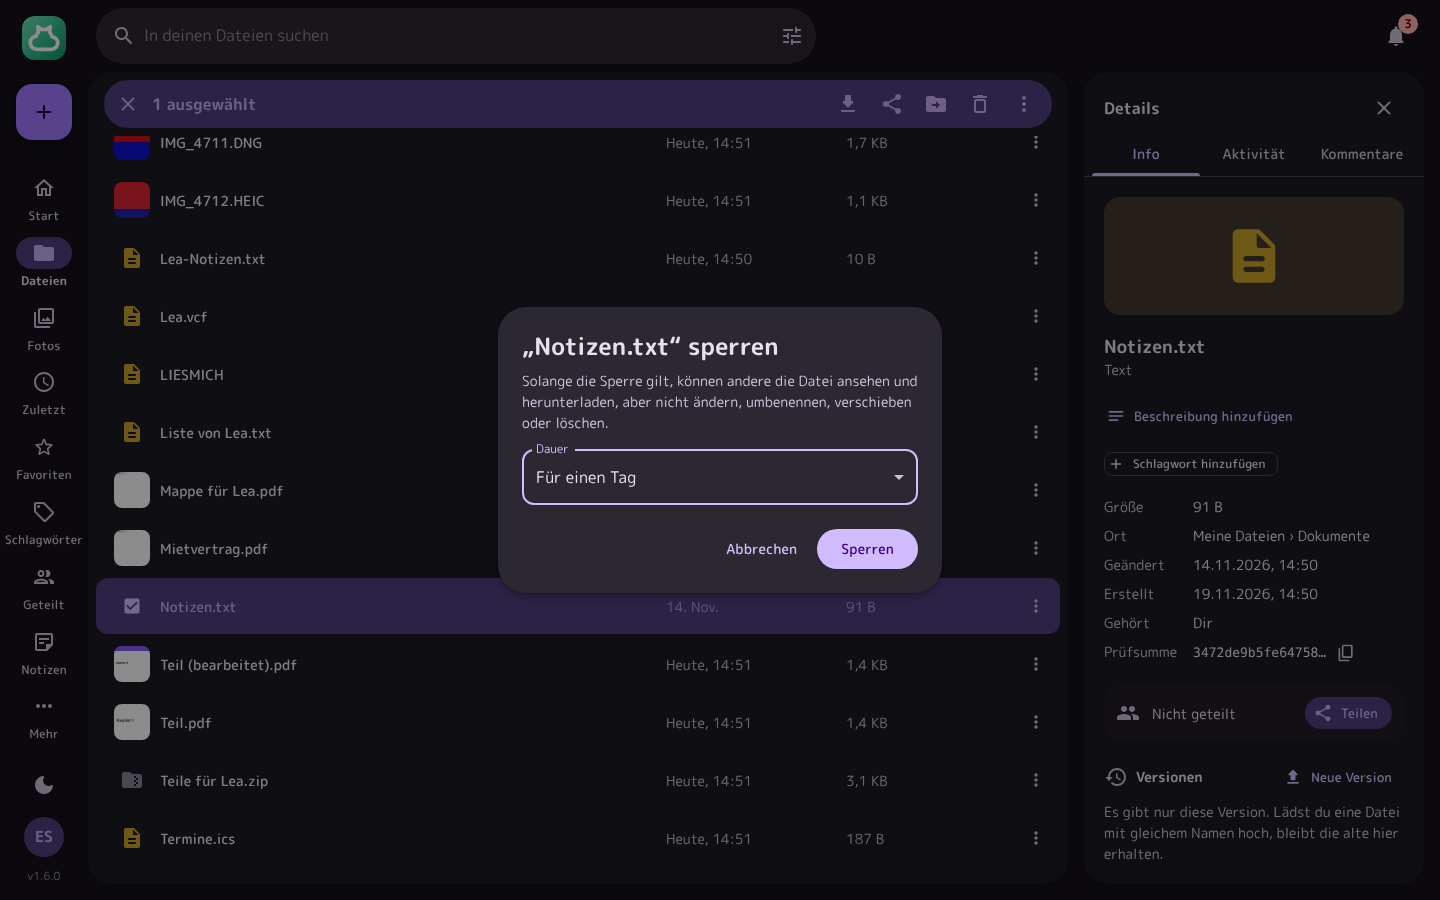 In deinen Dateien suchen
3
1 ausgewählt
Start
Dateien
Fotos
Zuletzt
Favoriten
Schlagwörter
Geteilt
Notizen
Mehr
ES
v1.6.0
IMG_4711.DNG Heute, 14:51 1,7 KB
IMG_4712.HEIC Heute, 14:51 1,1 KB
Lea-Notizen.txt Heute, 14:50 10 B
Lea.vcf
LIESMICH
Liste von Lea.txt
Mappe für Lea.pdf
Mietvertrag.pdf
Notizen.txt 14. Nov. 91 B
Teil (bearbeitet).pdf Heute, 14:51 1,4 KB
Teil.pdf Heute, 14:51 1,4 KB
Teile für Lea.zip Heute, 14:51 3,1 KB
Termine.ics Heute, 14:51 187 B
„Notizen.txt“ sperren
Solange die Sperre gilt, können andere die Datei ansehen und
herunterladen, aber nicht ändern, umbenennen, verschieben
oder löschen.
Dauer
Für einen Tag
Abbrechen Sperren
Details
Info Aktivität Kommentare
Notizen.txt
Text
Beschreibung hinzufügen
Schlagwort hinzufügen
Größe 91 B
Ort Meine Dateien › Dokumente
Geändert 14.11.2026, 14:50
Erstellt 19.11.2026, 14:50
Gehört Dir
Prüfsumme 3472de9b5fe64758…
Nicht geteilt Teilen
Versionen Neue Version
Es gibt nur diese Version. Lädst du eine Datei
mit gleichem Namen hoch, bleibt die alte hier
erhalten.